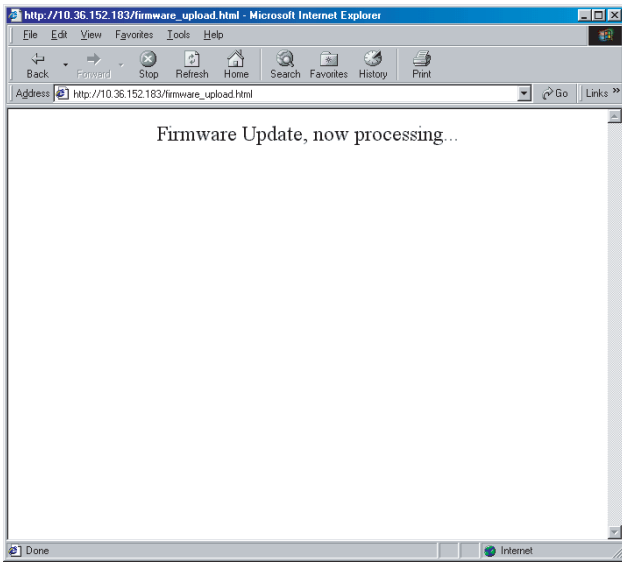 http://10.36.152.183/firmware_upload.html - Microsoft Internet Explorer
File Edit View Favorites Tools Help
Back Forward Stop Refresh Home Search Favorites History Print
Address http://10.36.152.183/firmware_upload.html Go Links »
Firmware Update, now processing...
Done Internet